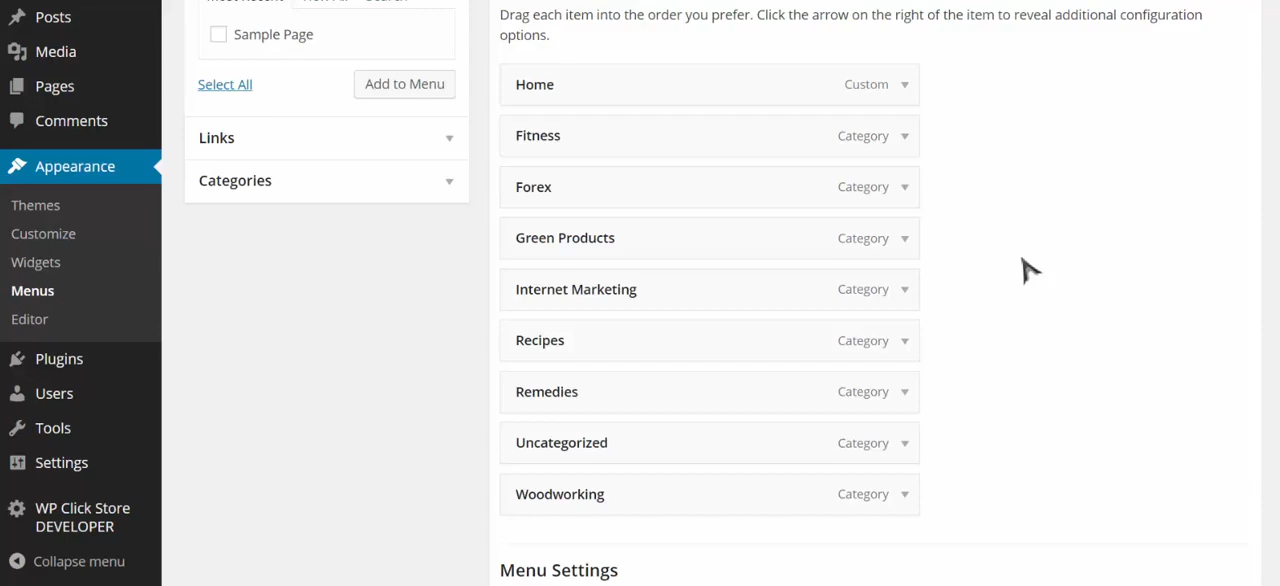 Posts
Media
Pages
Comments
Appearance
Themes
Customize
Widgets
Menus
Editor
Plugins
Users
Tools
Settings
WP Click Store
DEVELOPER
Collapse menu
Sample Page
Select All
Add to Menu
Links
Categories
Drag each item into the order you prefer. Click the arrow on the right of the item to reveal additional configuration
options.
Home Custom
Fitness Category
Forex Category
Green Products Category
Internet Marketing Category
Recipes Category
Remedies Category
Uncategorized Category
Woodworking Category
Menu Settings